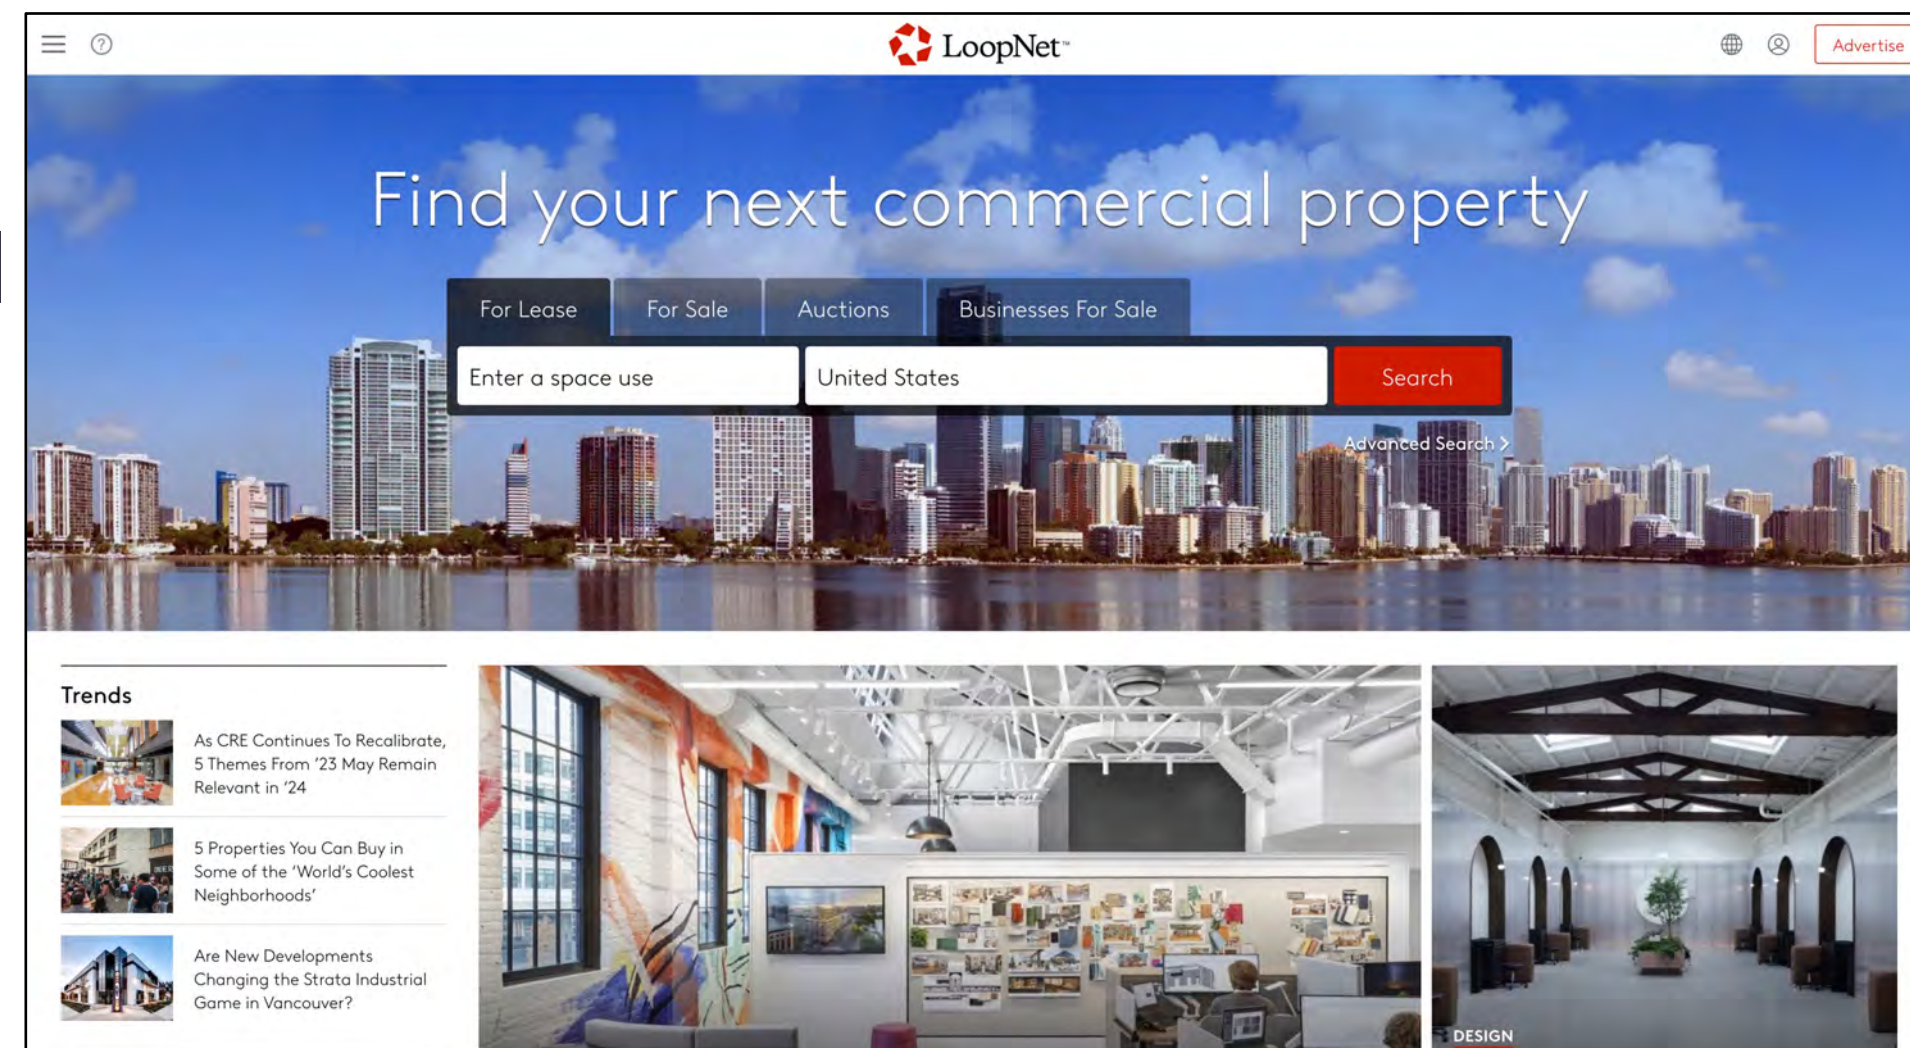 ?
LoopNet™
Advertise
Find your next commercial property
For Lease
For Sale
Auctions
Businesses For Sale
Enter a space use
United States
Search
Advanced Search >
Trends
As CRE Continues To Recalibrate,
5 Themes From '23 May Remain
Relevant in '24
5 Properties You Can Buy in
Some of the 'World's Coolest
Neighborhoods'
Are New Developments
Changing the Strata Industrial
Game in Vancouver?
DESIGN